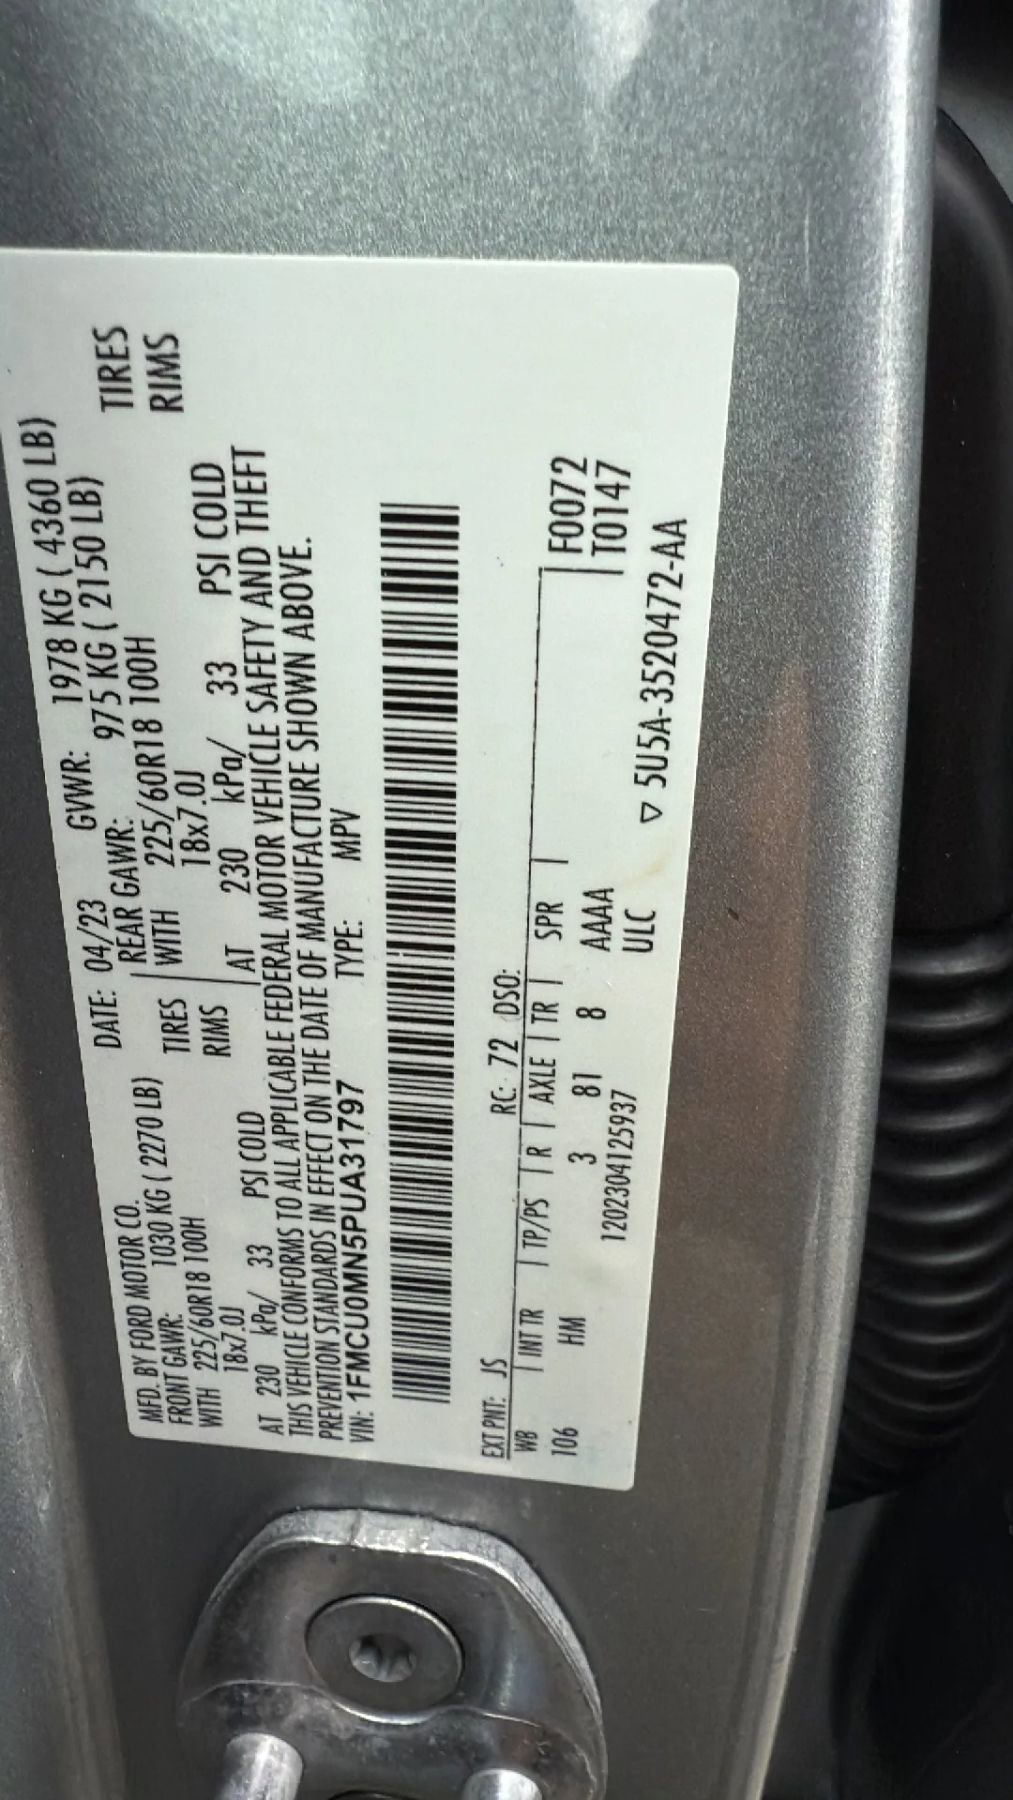 MFD. BY FORD MOTOR CO. DATE: 04/23 GVWR: 1978 KG ( 4360 LB)
FRONT GAWR: 1030 KG ( 2270 LB) REAR GAWR: 975 KG ( 2150 LB)
WITH 225/60R18 100H TIRES WITH 225/60R18 100H TIRES
18x7.0J RIMS 18x7.0J RIMS
AT 230 kPa/ 33 PSI COLD AT 230 kPa/ 33 PSI COLD
THIS VEHICLE CONFORMS TO ALL APPLICABLE FEDERAL MOTOR VEHICLE SAFETY AND THEFT
PREVENTION STANDARDS IN EFFECT ON THE DATE OF MANUFACTURE SHOWN ABOVE.
VIN: 1FMCU0MN5PUA31797 TYPE: MPV
EXT PNT: JS RC: 72 DSO:
WB INT TR TP/PS R AXLE TR SPR F0072
106 HM 3 81 8 AAAA T0147
120230412593​7 ULC
▽ 5U5A-3520472-AA